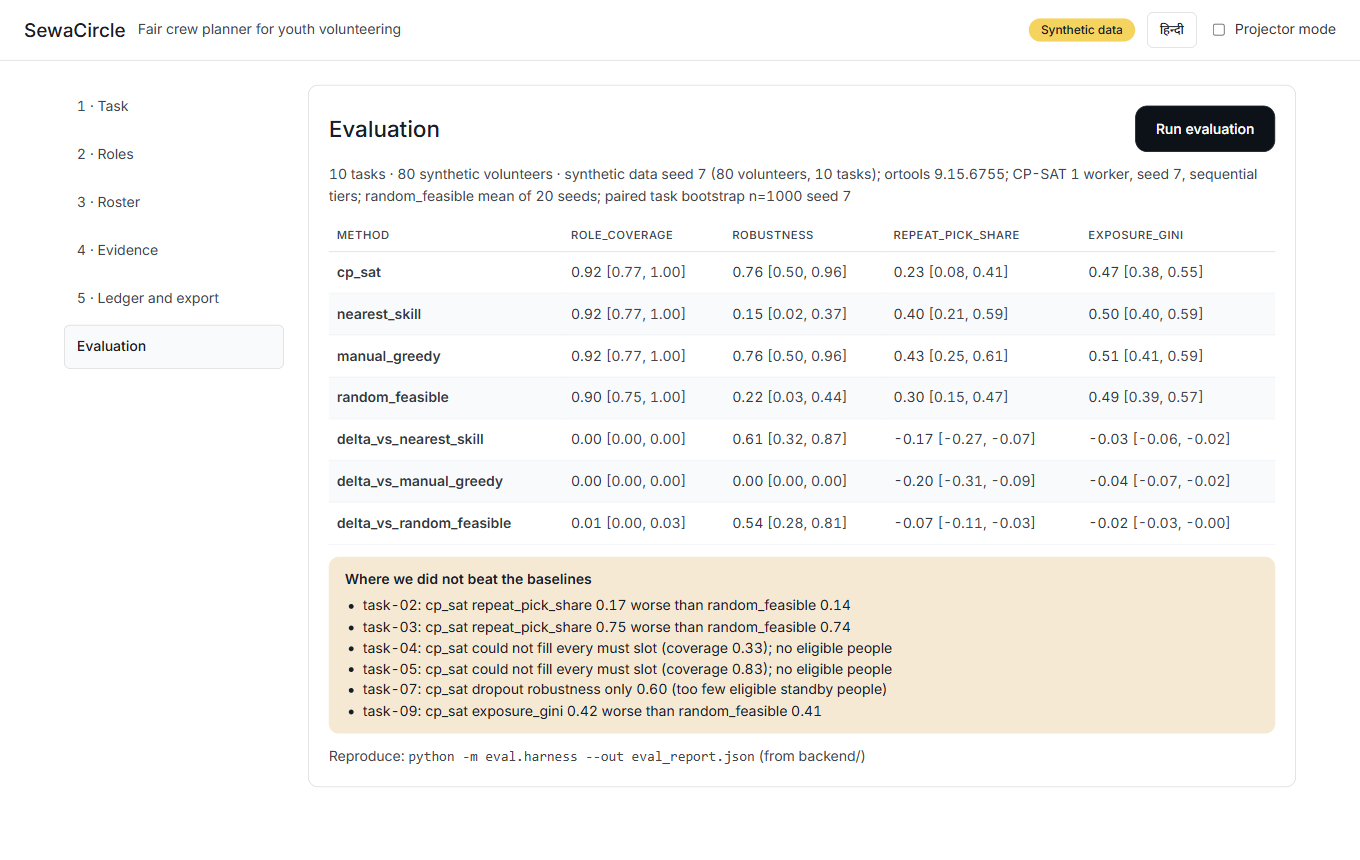 SewaCircle Fair crew planner for youth volunteering Synthetic data हिन्दी Projector mode
1 · Task
2 · Roles
3 · Roster
4 · Evidence
5 · Ledger and export
Evaluation
Evaluation Run evaluation
10 tasks · 80 synthetic volunteers · synthetic data seed 7 (80 volunteers, 10 tasks); ortools 9.15.6755; CP-SAT 1 worker, seed 7, sequential
tiers; random_feasible mean of 20 seeds; paired task bootstrap n=1000 seed 7
METHOD ROLE_COVERAGE ROBUSTNESS REPEAT_PICK_SHARE EXPOSURE_GINI
cp_sat 0.92 [0.77, 1.00] 0.76 [0.50, 0.96] 0.23 [0.08, 0.41] 0.47 [0.38, 0.55]
nearest_skill 0.92 [0.77, 1.00] 0.15 [0.02, 0.37] 0.40 [0.21, 0.59] 0.50 [0.40, 0.59]
manual_greedy 0.92 [0.77, 1.00] 0.76 [0.50, 0.96] 0.43 [0.25, 0.61] 0.51 [0.41, 0.59]
random_feasible 0.90 [0.75, 1.00] 0.22 [0.03, 0.44] 0.30 [0.15, 0.47] 0.49 [0.39, 0.57]
delta_vs_nearest_skill 0.00 [0.00, 0.00] 0.61 [0.32, 0.87] -0.17 [-0.27, -0.07] -0.03 [-0.06, -0.02]
delta_vs_manual_greedy 0.00 [0.00, 0.00] 0.00 [0.00, 0.00] -0.20 [-0.31, -0.09] -0.04 [-0.07, -0.02]
delta_vs_random_feasible 0.01 [0.00, 0.03] 0.54 [0.28, 0.81] -0.07 [-0.11, -0.03] -0.02 [-0.03, -0.00]
Where we did not beat the baselines
• task-02: cp_sat repeat_pick_share 0.17 worse than random_feasible 0.14
• task-03: cp_sat repeat_pick_share 0.75 worse than random_feasible 0.74
• task-04: cp_sat could not fill every must slot (coverage 0.33); no eligible people
• task-05: cp_sat could not fill every must slot (coverage 0.83); no eligible people
• task-07: cp_sat dropout robustness only 0.60 (too few eligible standby people)
• task-09: cp_sat exposure_gini 0.42 worse than random_feasible 0.41
Reproduce: python -m eval.harness --out eval_report.json (from backend/)